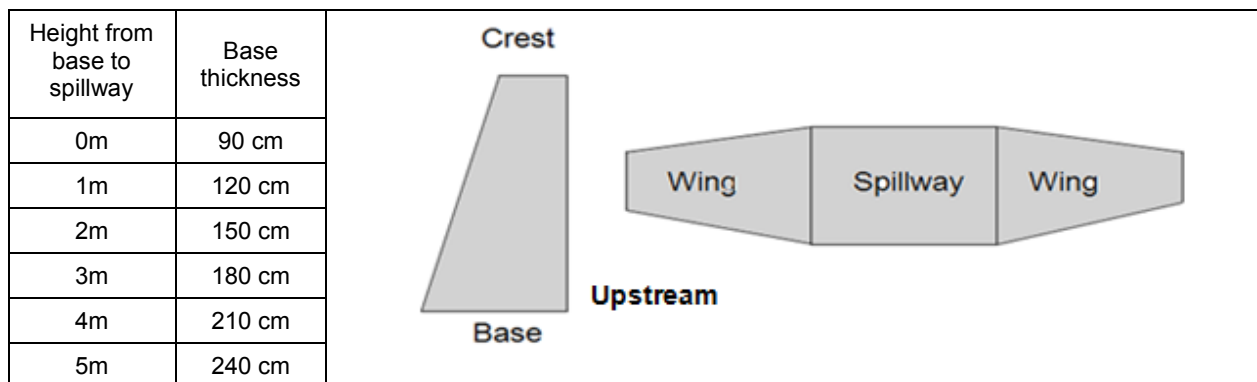 Height from
base to
spillway
Base
thickness
0m 90 cm
1m 120 cm
2m 150 cm
3m 180 cm
4m 210 cm
5m 240 cm
Crest
Base
Upstream
Wing Spillway Wing